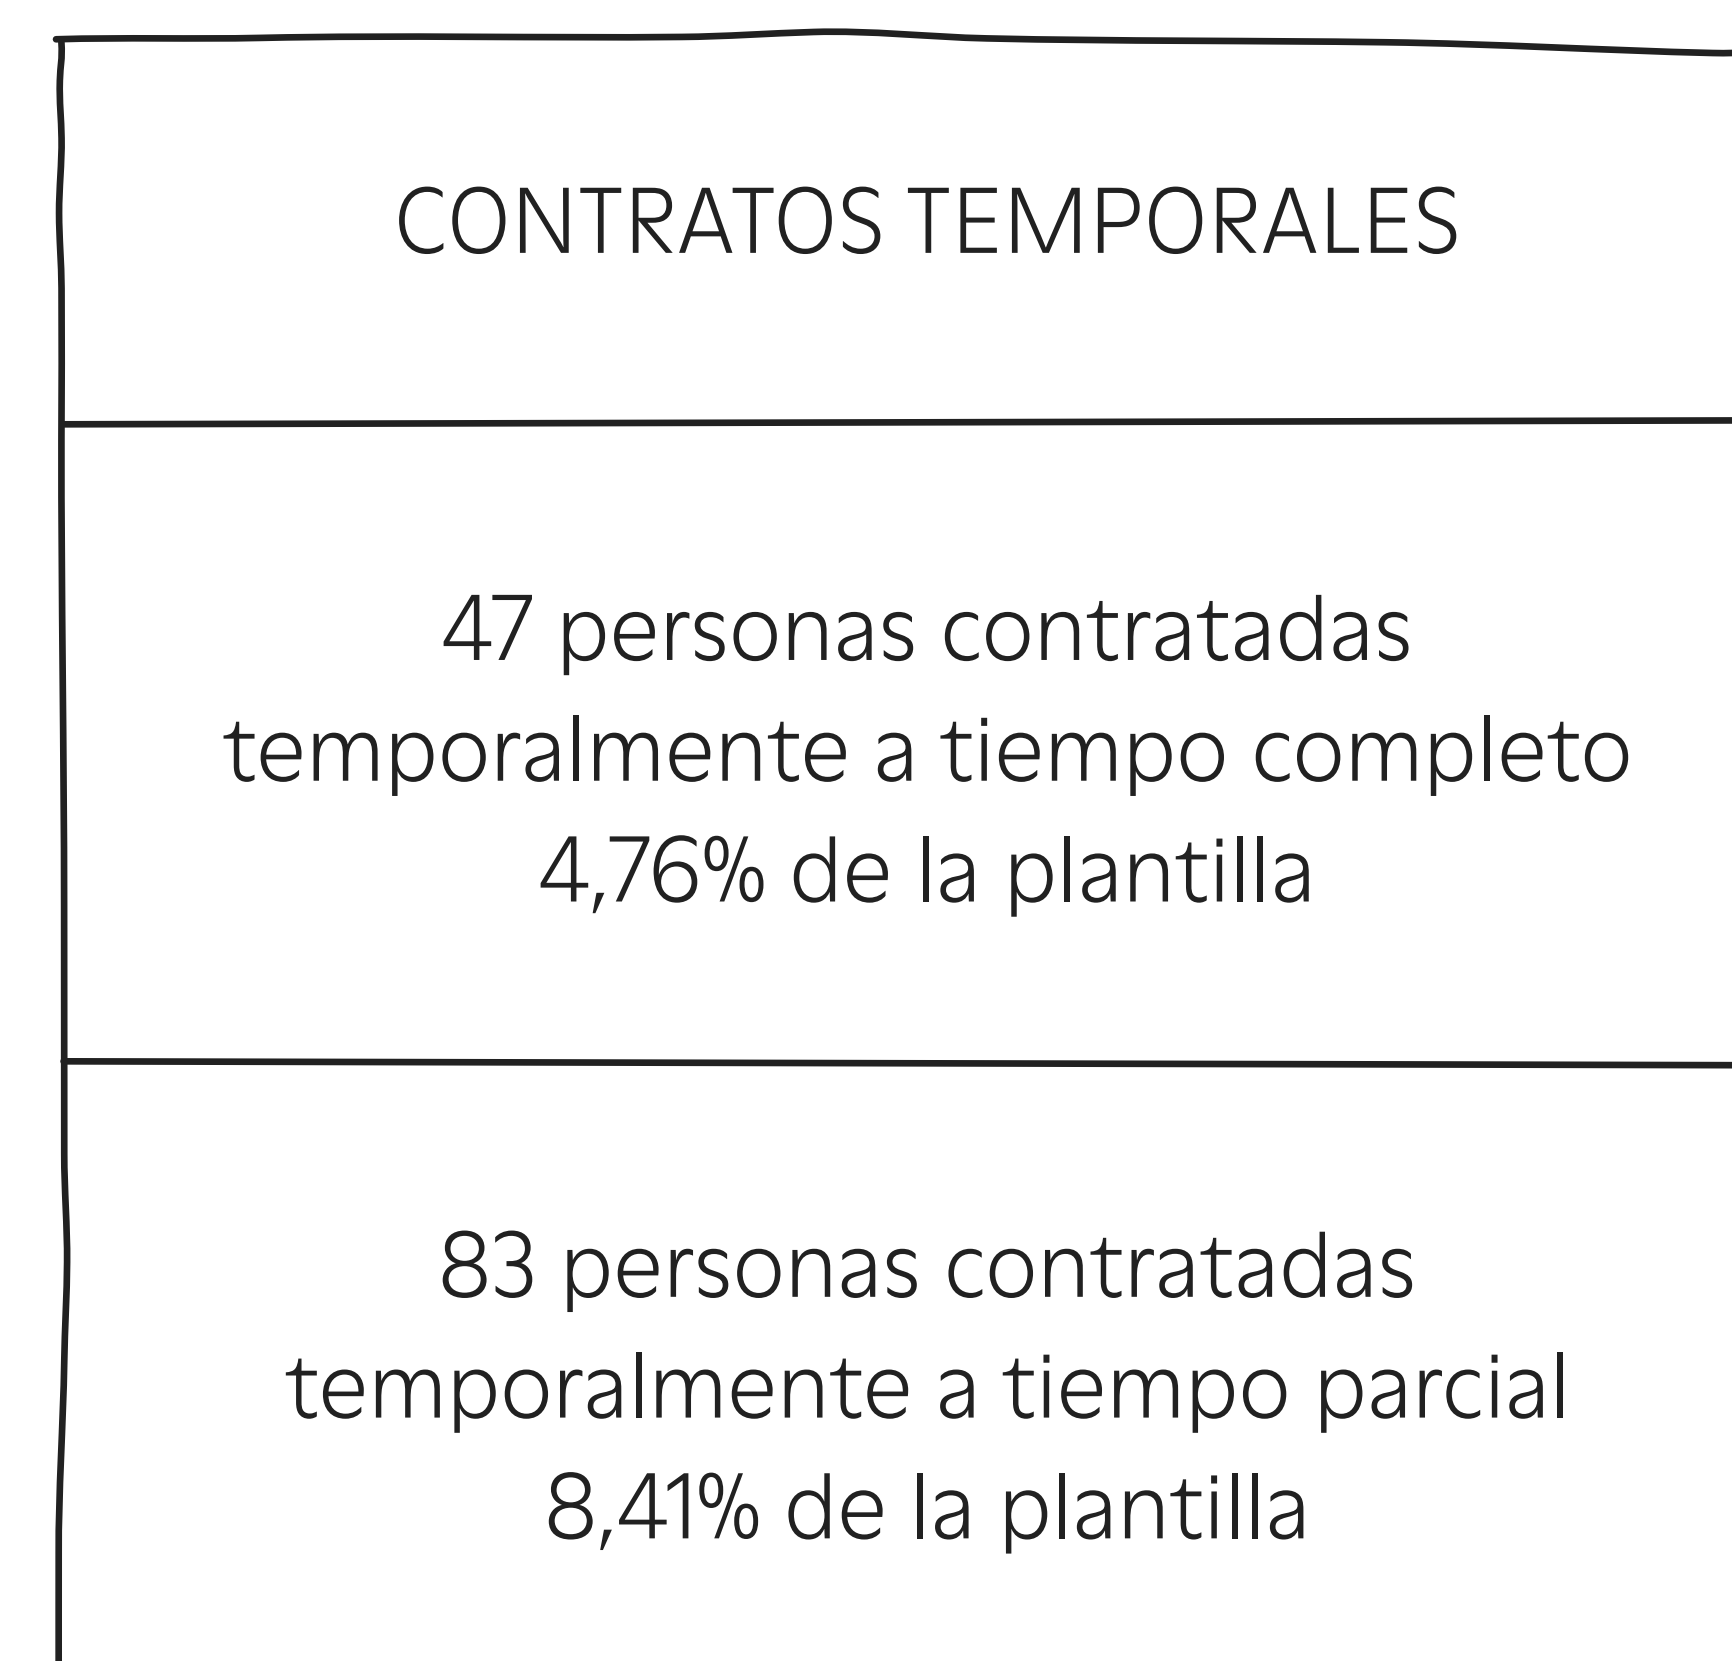 CONTRATOS TEMPORALES
47 personas contratadas
temporalmente a tiempo completo
4,76% de la plantilla
83 personas contratadas
temporalmente a tiempo parcial
8,41% de la plantilla